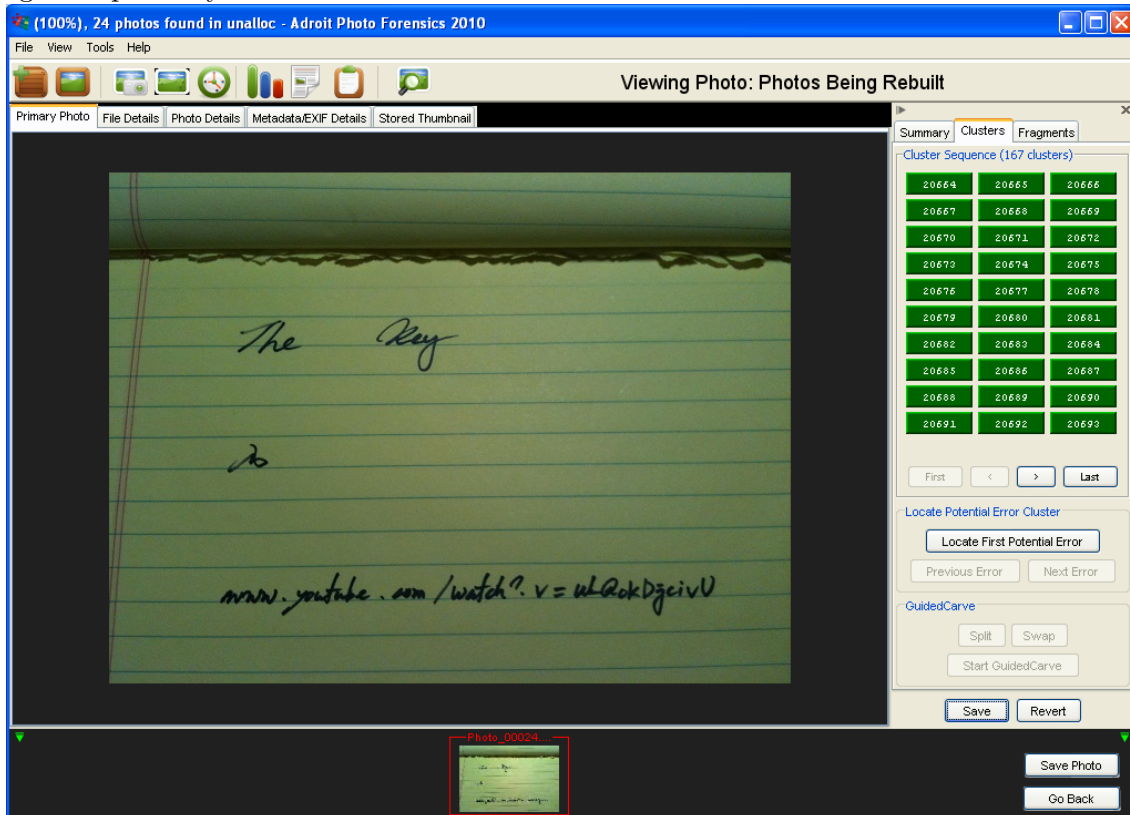 (100%), 24 photos found in unalloc - Adroit Photo Forensics 2010
File View Tools Help
Viewing Photo: Photos Being Rebuilt
Primary Photo File Details Photo Details Metadata/EXIF Details Stored Thumbnail
Summary Clusters Fragments
Cluster Sequence (167 clusters)
20664 20665 20666
20667 20668 20669
20670 20671 20672
20673 20674 20675
20676 20677 20678
20679 20680 20681
20682 20683 20684
20685 20686 20687
20688 20689 20690
20691 20692 20693
First < > Last
Locate Potential Error Cluster
Locate First Potential Error
Previous Error Next Error
GuidedCarve
Split Swap
Start GuidedCarve
Save Revert
The Key
is
www.youtube.com/watch?v=
Photo_00024....
Save Photo
Go Back